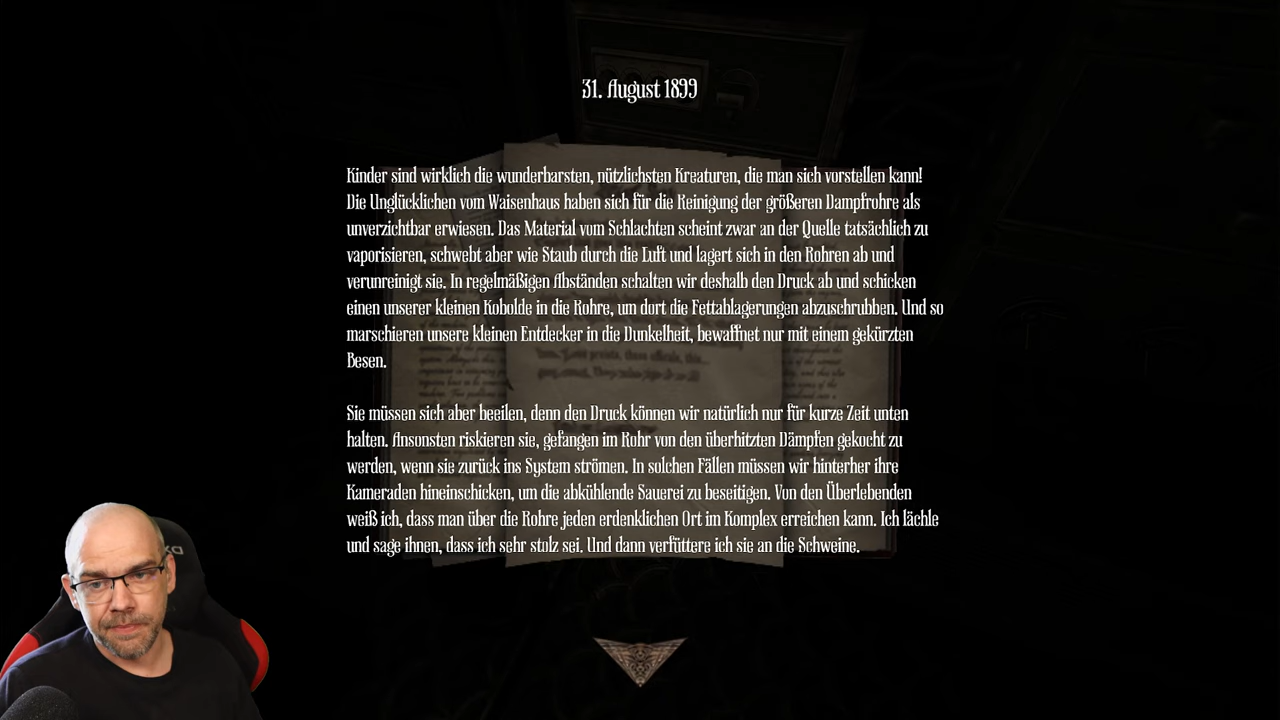 31. August 1899
Kinder sind wirklich die wunderbarsten, nützlichsten Kreaturen, die man sich vorstellen kann!
Die Unglücklichen vom Waisenhaus haben sich für die Reinigung der größeren Dampfrohre als
unverzichtbar erwiesen. Das Material vom Schlachten scheint zwar an der Quelle tatsächlich zu
vaporisieren, schwebt aber wie Staub durch die Luft und lagert sich in den Rohren ab und
verunreinigt sie. In regelmäßigen Abständen schalten wir deshalb den Druck ab und schicken
einen unserer kleinen Kobolde in die Rohre, um dort die Fettablagerungen abzuschrubben. Und so
marschieren unsere kleinen Entdecker in die Dunkelheit, bewaffnet nur mit einem gekürzten
Besen.
Sie müssen sich aber beeilen, denn den Druck können wir natürlich nur für kurze Zeit unten
halten. Ansonsten riskieren sie, gefangen im Rohr von den überhitzten Dämpfen gekocht zu
werden, wenn sie zurück ins System strömen. In solchen Fällen müssen wir hinterher ihre
Kameraden hineinschicken, um die abkühlende Sauerei zu beseitigen. Von den Überlebenden
weiß ich, dass man über die Rohre jeden erdenklichen Ort im Komplex erreichen kann. Ich lächle
und sage ihnen, dass ich sehr stolz sei. Und dann verfüttere ich sie an die Schweine.